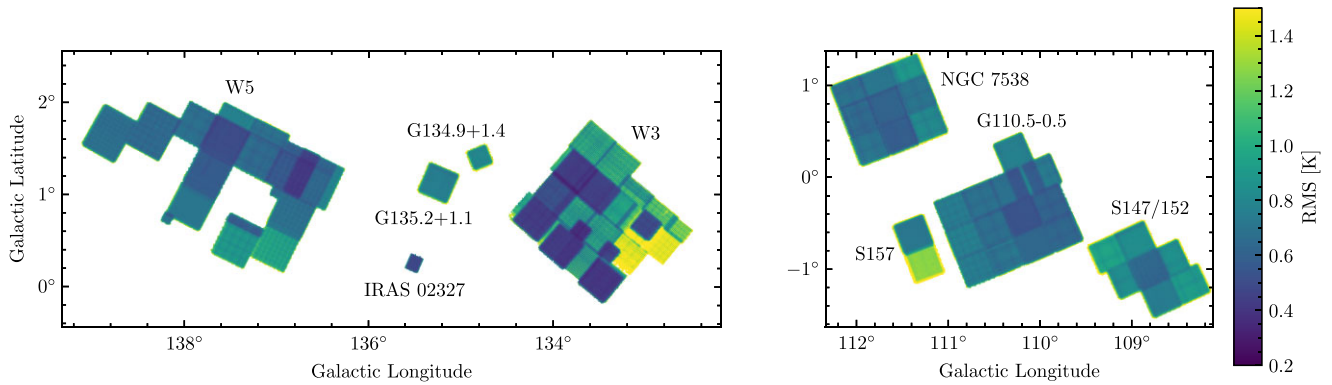 W5
G134.9+1.4
W3
G135.2+1.1
IRAS 02327
2°
1°
0°
Galactic Latitude
138°
136°
134°
Galactic Longitude
NGC 7538
G110.5-0.5
S147/152
S157
1°
0°
−1°
112°
111°
110°
109°
Galactic Longitude
1.4
1.2
1.0
0.8
0.6
0.4
0.2
RMS [K]